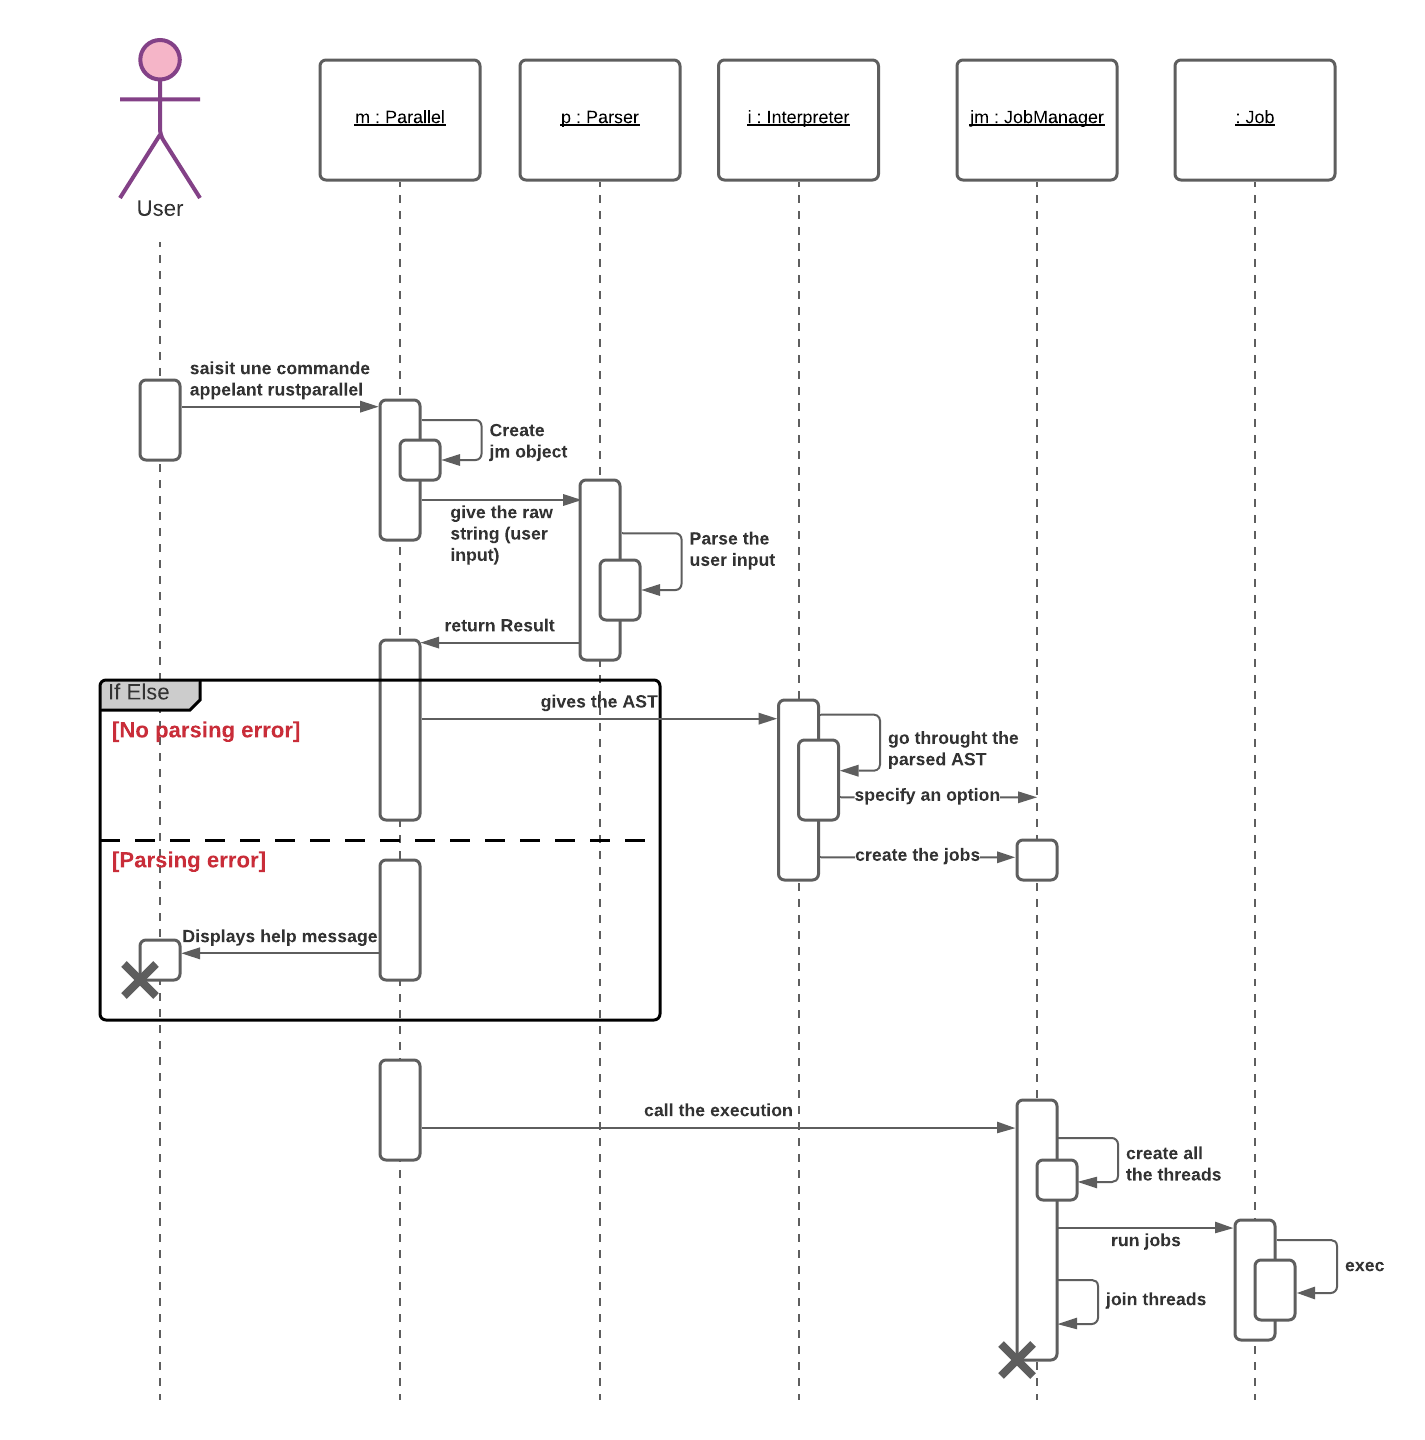 User
m : Parallel
p : Parser
i : Interpreter
jm : JobManager
: Job
saisit une commande
appelant rustparallel
Create
jm object
give the raw
string (user
input)
Parse the
user input
return Result
If Else
[No parsing error]
gives the AST
go throught the
parsed AST
specify an option
create the jobs
[Parsing error]
Displays help message
call the execution
create all
the threads
run jobs
exec
join threads